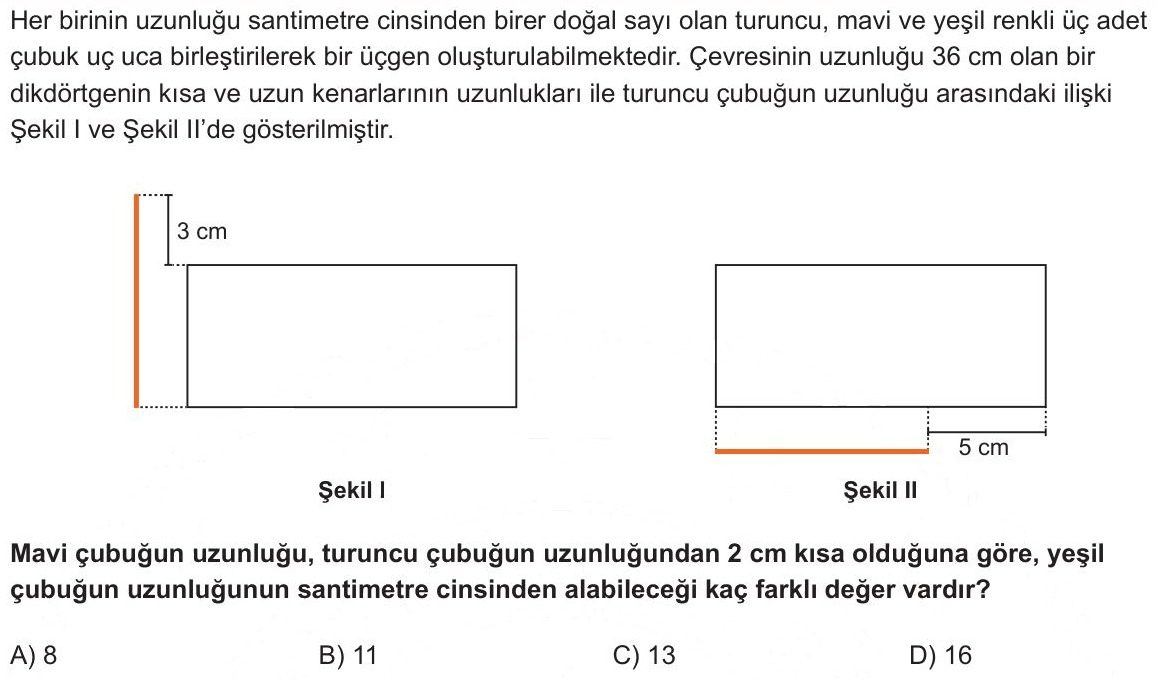 Her birinin uzunluğu santimetre cinsinden birer doğal sayı olan turuncu, mavi ve yeşil renkli üç adet
çubuk uç uca birleştirilerek bir üçgen oluşturulabilmektedir. Çevresinin uzunluğu 36 cm olan bir
dikdörtgenin kısa ve uzun kenarlarının uzunlukları ile turuncu çubuğun uzunluğu arasındaki ilişki
Şekil I ve Şekil II'de gösterilmiştir.
3 cm
5 cm
Şekil I
Şekil II
Mavi çubuğun uzunluğu, turuncu çubuğun uzunluğundan 2 cm kısa olduğuna göre, yeşil
çubuğun uzunluğunun santimetre cinsinden alabileceği kaç farklı değer vardır?
A) 8 B) 11 C) 13 D) 16